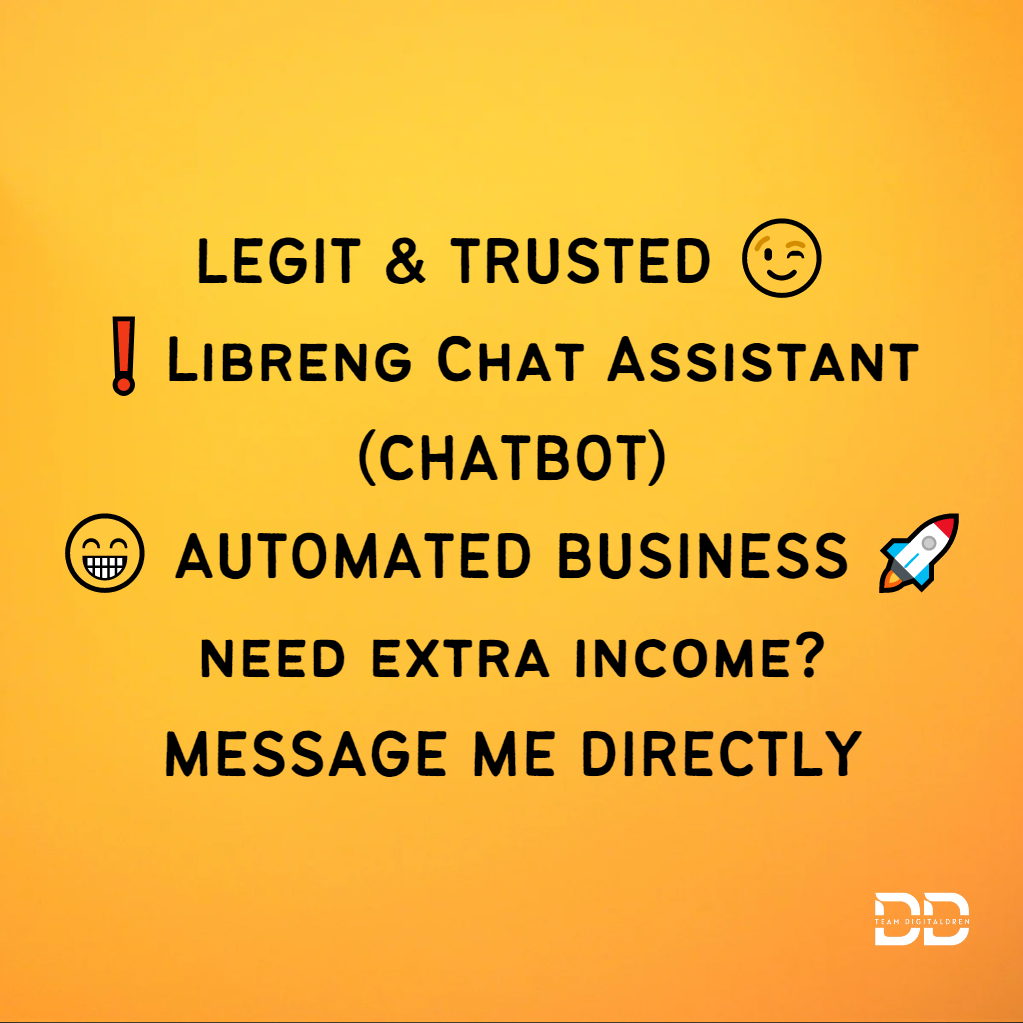 LEGIT & TRUSTED 😉
❗Libreng Chat Assistant
(CHATBOT)
😁 AUTOMATED BUSINESS 🚀
NEED EXTRA INCOME?
MESSAGE ME DIRECTLY
DD
TEAM DIGITALDREN